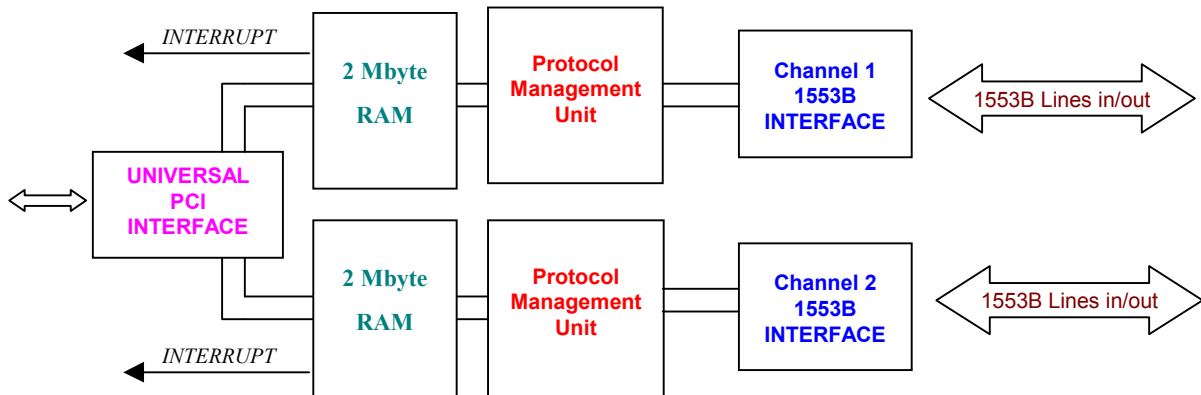 INTERRUPT
2 Mbyte
RAM
Protocol
Management
Unit
Channel 1
1553B
INTERFACE
1553B Lines in/out
UNIVERSAL
PCI
INTERFACE
2 Mbyte
RAM
Protocol
Management
Unit
Channel 2
1553B
INTERFACE
1553B Lines in/out
INTERRUPT